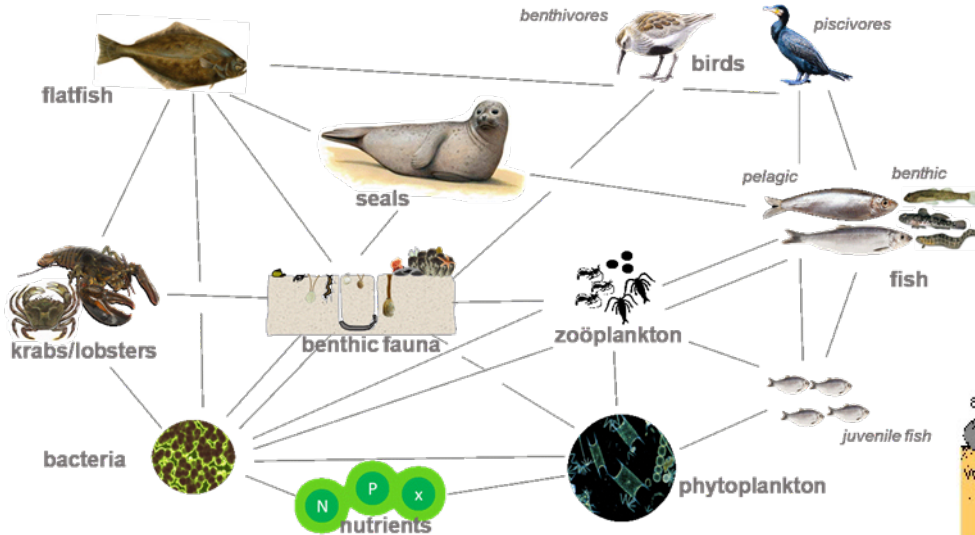 benthivores
piscivores
birds
flatfish
seals
pelagic
benthic
fish
krabs/lobsters
benthic fauna
zoöplankton
juvenile fish
bacteria
phytoplankton
N
P
x
nutrients